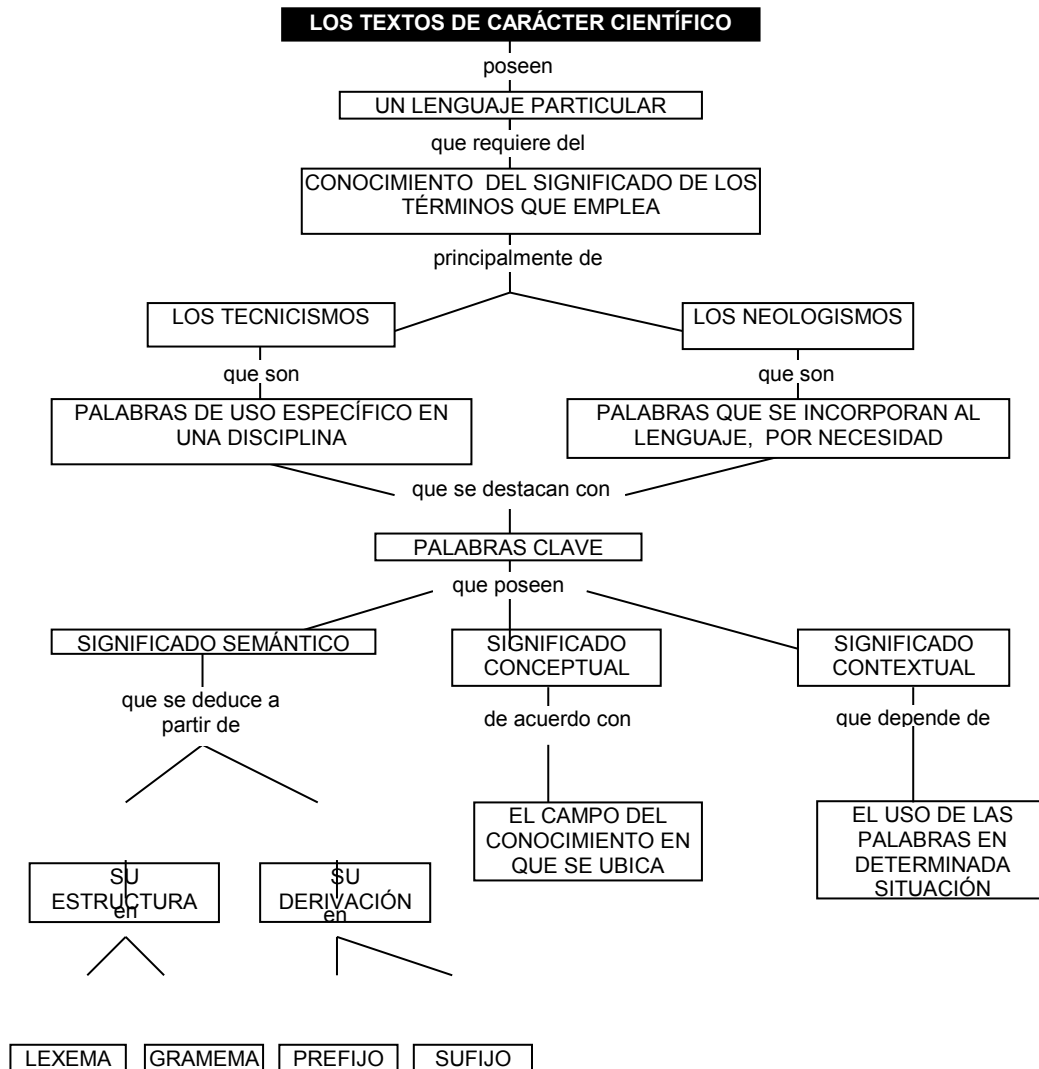 LOS TEXTOS DE CARÁCTER CIENTÍFICO
poseen
UN LENGUAJE PARTICULAR
que requiere del
CONOCIMIENTO DEL SIGNIFICADO DE LOS
TÉRMINOS QUE EMPLEA
principalmente de
LOS TECNICISMOS
LOS NEOLOGISMOS
que son
que son
PALABRAS DE USO ESPECÍFICO EN
UNA DISCIPLINA
PALABRAS QUE SE INCORPORAN AL
LENGUAJE, POR NECESIDAD
que se destacan con
PALABRAS CLAVE
que poseen
SIGNIFICADO SEMÁNTICO
SIGNIFICADO
CONCEPTUAL
SIGNIFICADO
CONTEXTUAL
que se deduce a
partir de
de acuerdo con
que depende de
EL CAMPO DEL
CONOCIMIENTO EN
QUE SE UBICA
EL USO DE LAS
PALABRAS EN
DETERMINADA
SITUACIÓN
SU
ESTRUCTURA
en
SU
DERIVACIÓN
en
LEXEMA
GRAMEMA
PREFIJO
SUFIJO